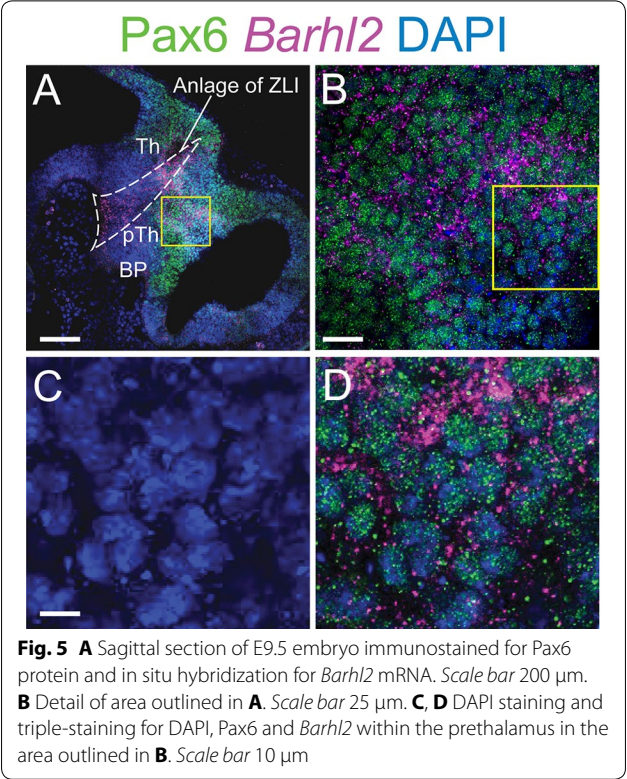 Pax6 Barhl2 DAPI
A
Anlage of ZLI
Th
pTh
BP
B
C
D
Fig. 5 A Sagittal section of E9.5 embryo immunostained for Pax6
protein and in situ hybridization for Barhl2 mRNA. Scale bar 200 µm.
B Detail of area outlined in A. Scale bar 25 µm. C, D DAPI staining and
triple-staining for DAPI, Pax6 and Barhl2 within the prethalamus in the
area outlined in B. Scale bar 10 µm